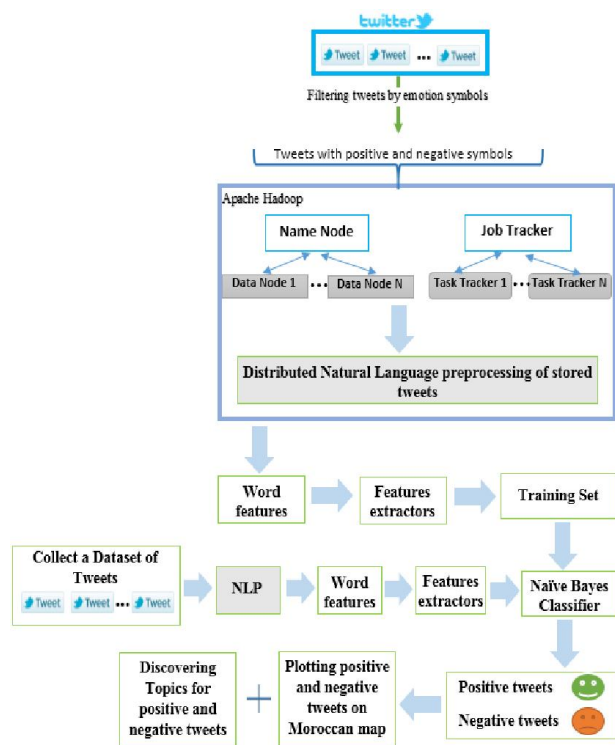 twitter
Tweet Tweet ... Tweet
Filtering tweets by emotion symbols
Tweets with positive and negative symbols
Apache Hadoop
Name Node
Job Tracker
Data Node 1 ... Data Node N
Task Tracker 1 ... Task Tracker N
Distributed Natural Language preprocessing of stored
tweets
Word
features
Features
extractors
Training Set
Collect a Dataset of
Tweets
Tweet Tweet ... Tweet
NLP
Word
features
Features
extractors
Naïve Bayes
Classifier
Discovering
Topics for
positive and
negative tweets
+
Plotting positive
and negative
tweets on
Moroccan map
Positive tweets
Negative tweets